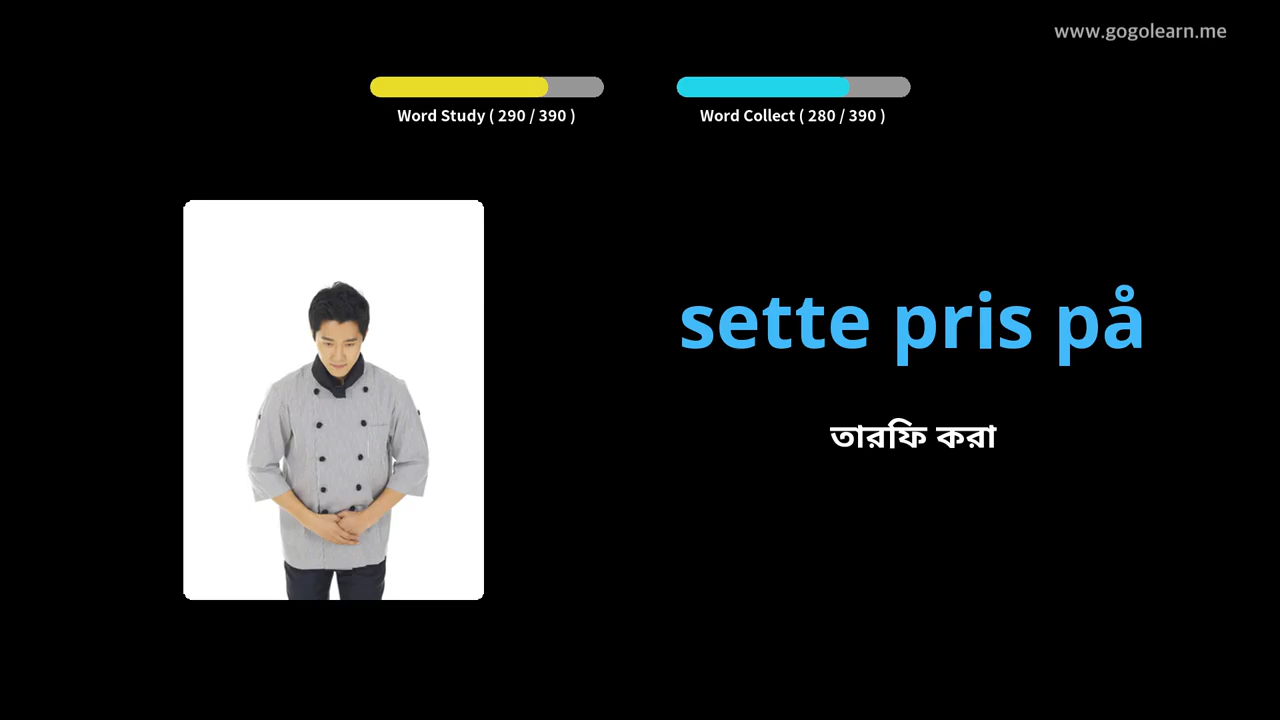 www.gogolearn.me
Word Study ( 290 / 390 )
Word Collect ( 280 / 390 )
sette pris på
তারফি করা